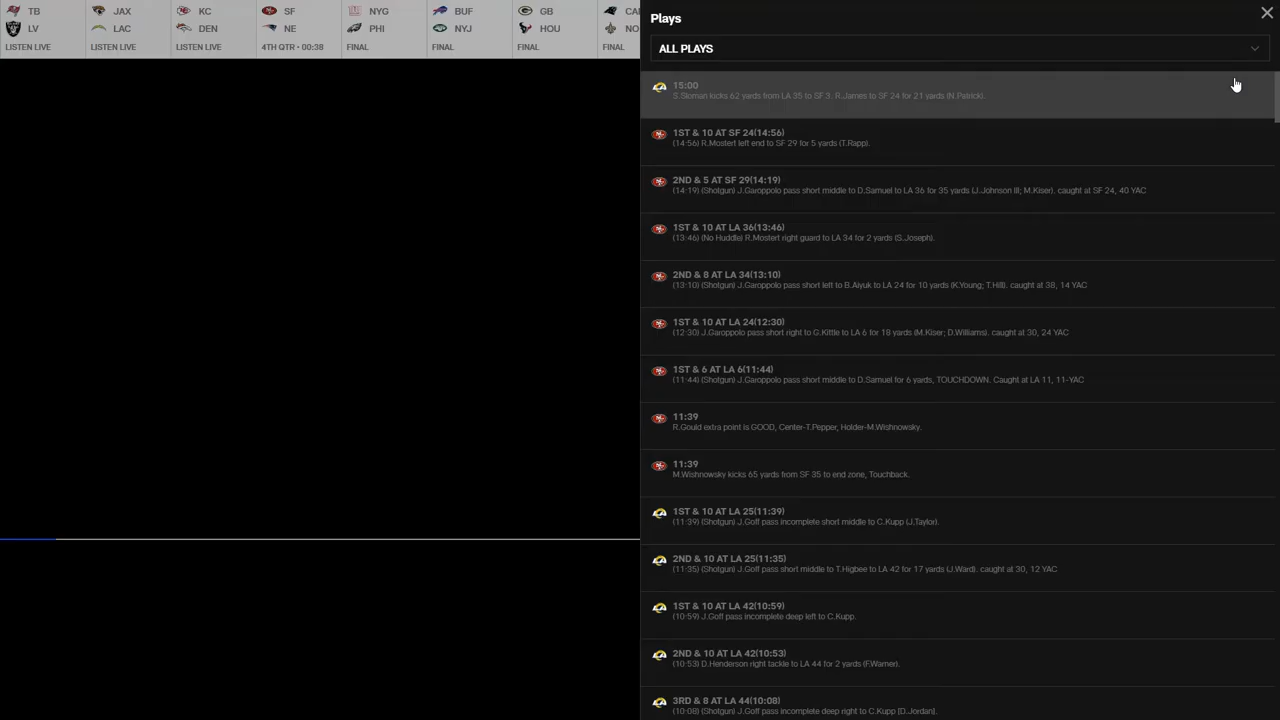 TB
LV
LISTEN LIVE
JAX
LAC
LISTEN LIVE
KC
DEN
LISTEN LIVE
SF
NE
4TH QTR • 00:38
NYG
PHI
FINAL
BUF
NYJ
FINAL
GB
HOU
FINAL
CAR
NO
FINAL
Plays
ALL PLAYS
15:00
S.Sloman kicks 62 yards from LA 35 to SF 3. R.James to SF 24 for 21 yards (N.Patrick).
1ST & 10 AT SF 24(14:56)
(14:56) R.Mostert left end to SF 29 for 5 yards (T.Rapp).
2ND & 5 AT SF 29(14:19)
(14:19) (Shotgun) J.Garoppolo pass short middle to D.Samuel to LA 36 for 35 yards (J.Johnson III; M.Kiser). caught at SF 24, 40 YAC
1ST & 10 AT LA 36(13:46)
(13:46) (No Huddle) R.Mostert right guard to LA 34 for 2 yards (S.Joseph).
2ND & 8 AT LA 34(13:10)
(13:10) (Shotgun) J.Garoppolo pass short left to B.Aiyuk to LA 24 for 10 yards (K.Young; T.Hill). caught at 38, 14 YAC
1ST & 10 AT LA 24(12:30)
(12:30) J.Garoppolo pass short right to G.Kittle to LA 6 for 18 yards (M.Kiser; D.Williams). caught at 30, 24 YAC
1ST & 6 AT LA 6(11:44)
(11:44) (Shotgun) J.Garoppolo pass short middle to D.Samuel for 6 yards, TOUCHDOWN. Caught at LA 11, 11-YAC
11:39
R.Gould extra point is GOOD, Center-T.Pepper, Holder-M.Wishnowsky.
11:39
M.Wishnowsky kicks 65 yards from SF 35 to end zone, Touchback.
1ST & 10 AT LA 25(11:39)
(11:39) (Shotgun) J.Goff pass incomplete short middle to C.Kupp (J.Taylor).
2ND & 10 AT LA 25(11:35)
(11:35) (Shotgun) J.Goff pass short middle to T.Higbee to LA 42 for 17 yards (J.Ward). caught at 30, 12 YAC
1ST & 10 AT LA 42(10:59)
(10:59) J.Goff pass incomplete deep left to C.Kupp.
2ND & 10 AT LA 42(10:53)
(10:53) D.Henderson right tackle to LA 44 for 2 yards (F.Warner).
3RD & 8 AT LA 44(10:08)
(10:08) (Shotgun) J.Goff pass incomplete deep right to C.Kupp [D.Jordan].